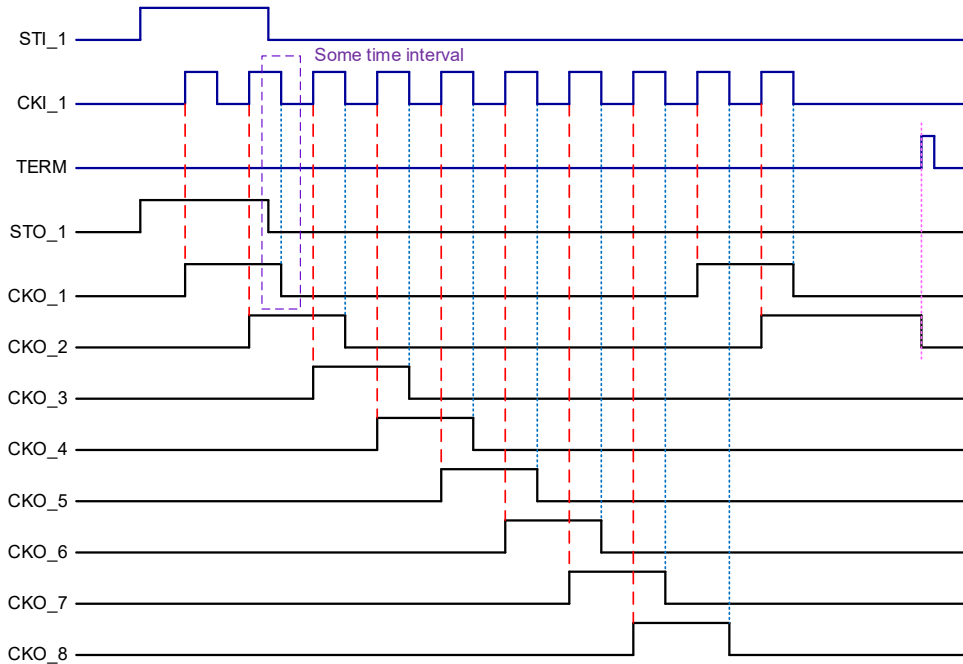 STI_1
Some time interval
CKI_1
TERM
STO_1
CKO_1
CKO_2
CKO_3
CKO_4
CKO_5
CKO_6
CKO_7
CKO_8